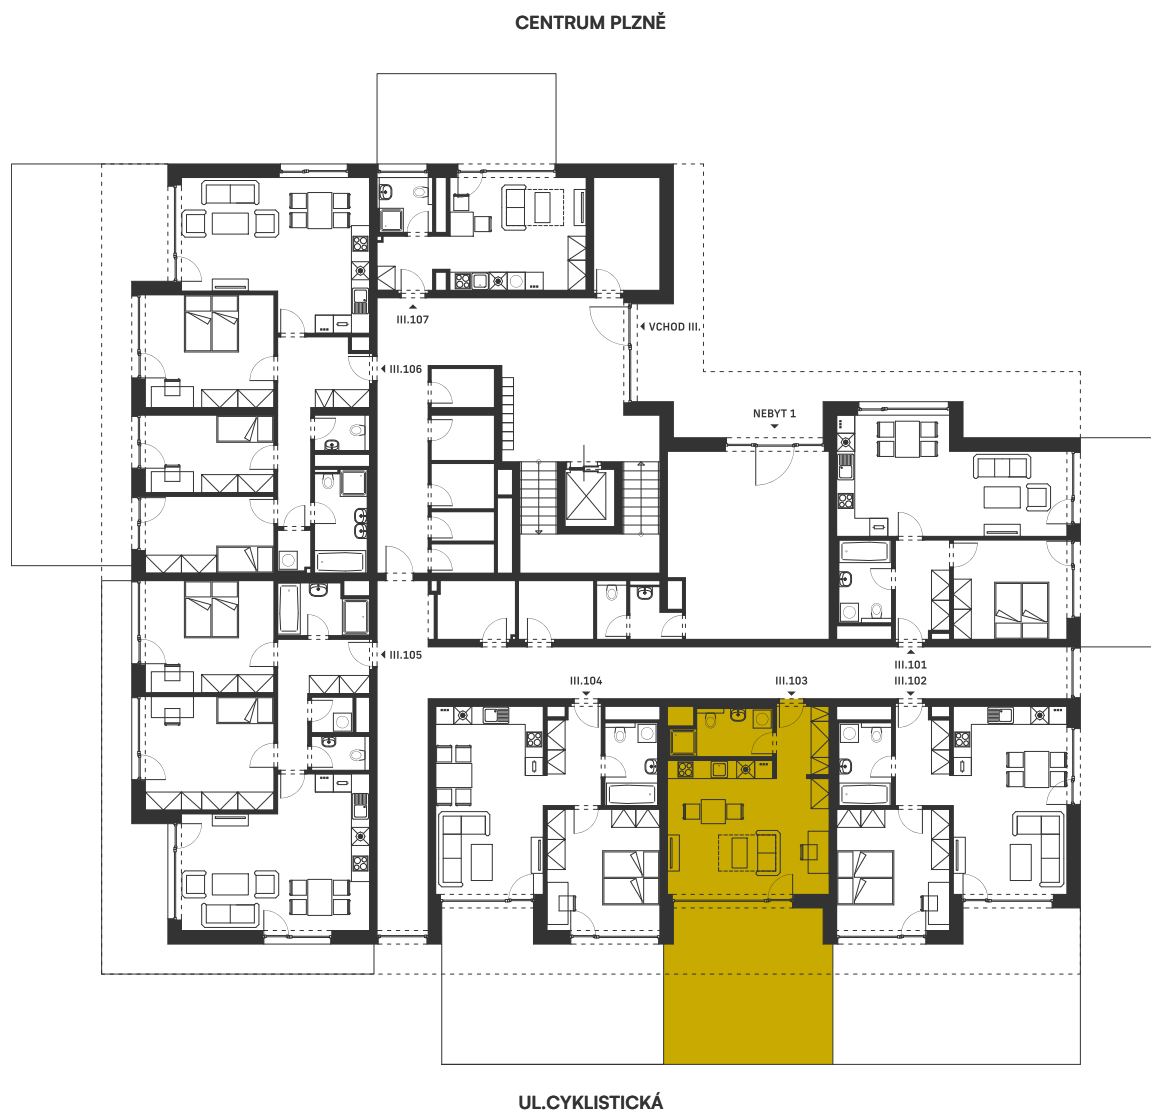 CENTRUM PLZNĚ
III.107
VCHOD III.
III.106
NEBYT 1
III.105
III.101
III.104
III.103
III.102
UL.CYKLISTICKÁ